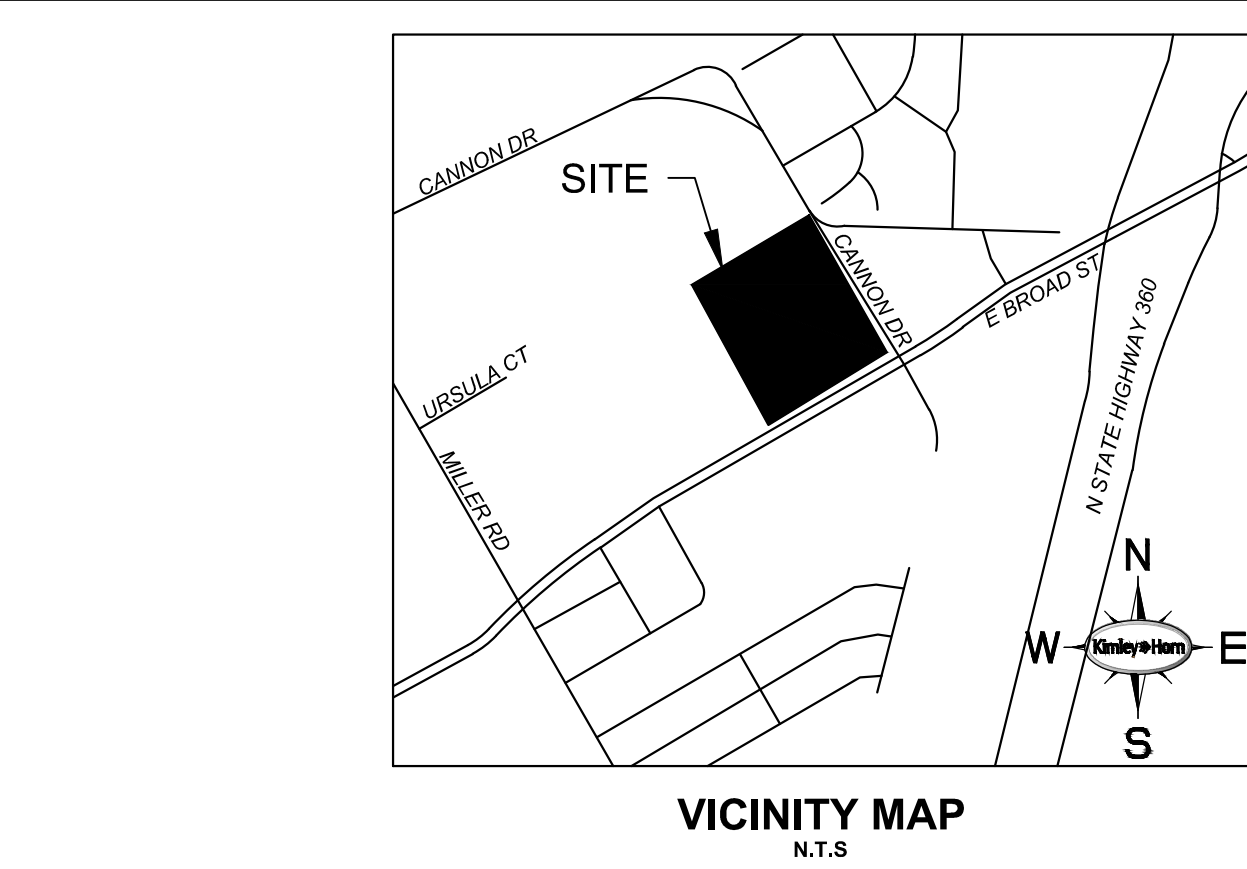 CANNON DR
SITE
CANNON DR
E BROAD ST
N STATE HIGHWAY 360
URSULA CT
MILLER RD
N
W
Kimley»Horn
E
S
VICINITY MAP
N.T.S